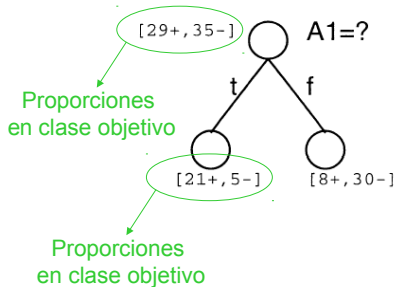 [29+,35-]
A1=?
t
f
Proporciones
en clase objetivo
[21+,5-]
[8+,30-]
Proporciones
en clase objetivo